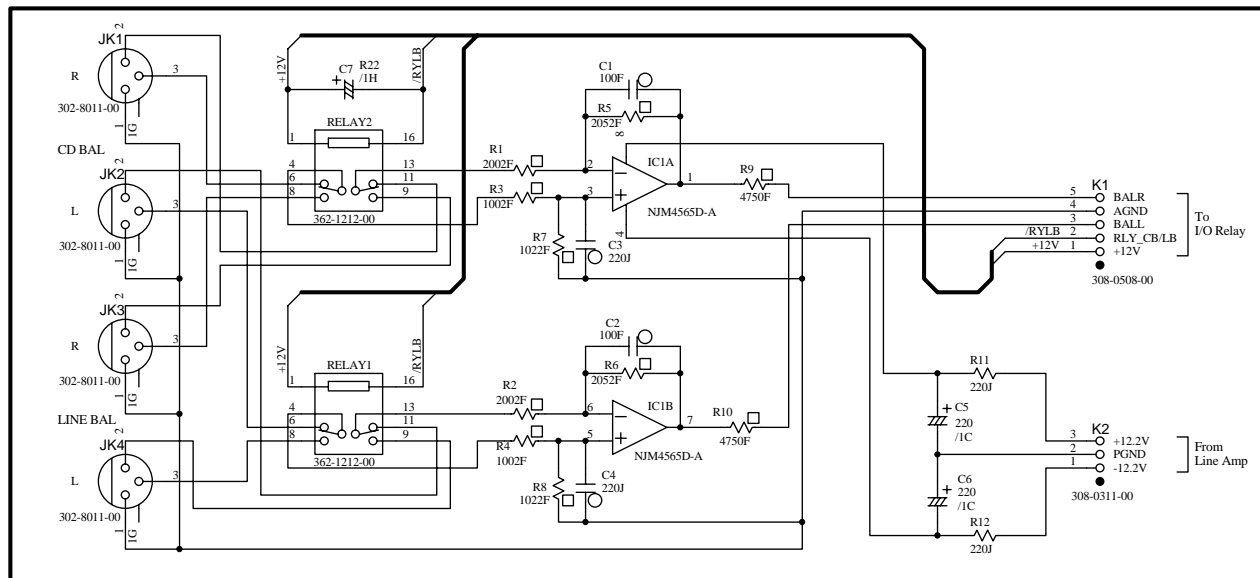 2
JK1
R
3
302-8011-00
1
1G
CD BAL
2
JK2
L
3
302-8011-00
1
1G
2
JK3
R
3
302-8011-00
1
1G
LINE BAL
2
JK4
L
3
302-8011-00
1
1G
+12V
C7
+
R22
/1H
/RYLB
RELAY2
1
16
4
6
8
13
11
9
362-1212-00
+12V
/RYLB
RELAY1
1
16
4
6
8
13
11
9
362-1212-00
R1
2002F
R3
1002F
C1
100F
R5
2052F
8
2
3
IC1A
1
4
NJM4565D-A
R7
1022F
C3
220J
R9
4750F
R2
2002F
R4
1002F
C2
100F
R6
2052F
6
5
IC1B
7
NJM4565D-A
R8
1022F
C4
220J
R10
4750F
K1
5 BALR
4 AGND
3 BALL
/RYLB 2 RLY_CB/LB
+12V 1 +12V
308-0508-00
To
I/O Relay
R11
220J
+ C5
220
/1C
C6
+ 220
/1C
R12
220J
K2
3 +12.2V
2 PGND
1 -12.2V
308-0311-00
From
Line Amp